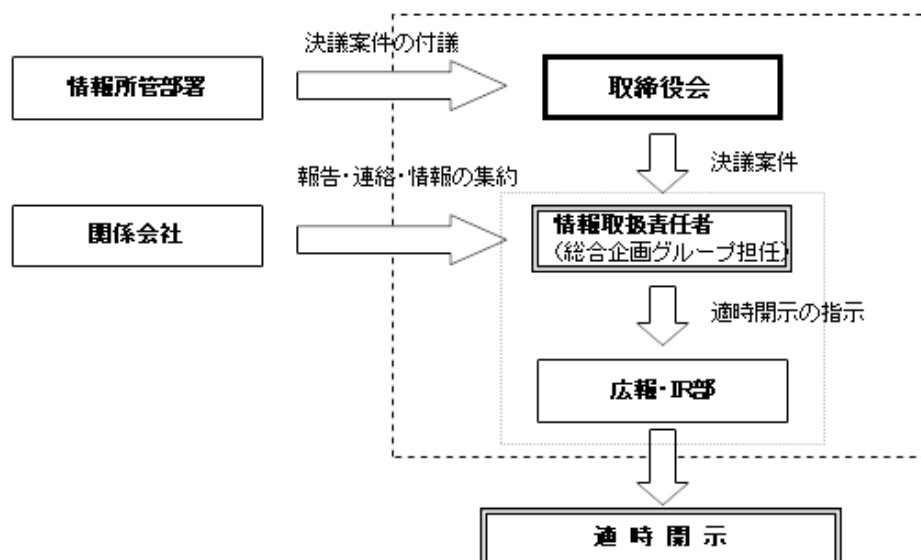 決議案件の付議
情報所管部署
取締役会
決議案件
報告・連絡・情報の集約
関係会社
情報取扱責任者
（総合企画グループ担任）
適時開示の指示
広報・IR部
適 時 開 示